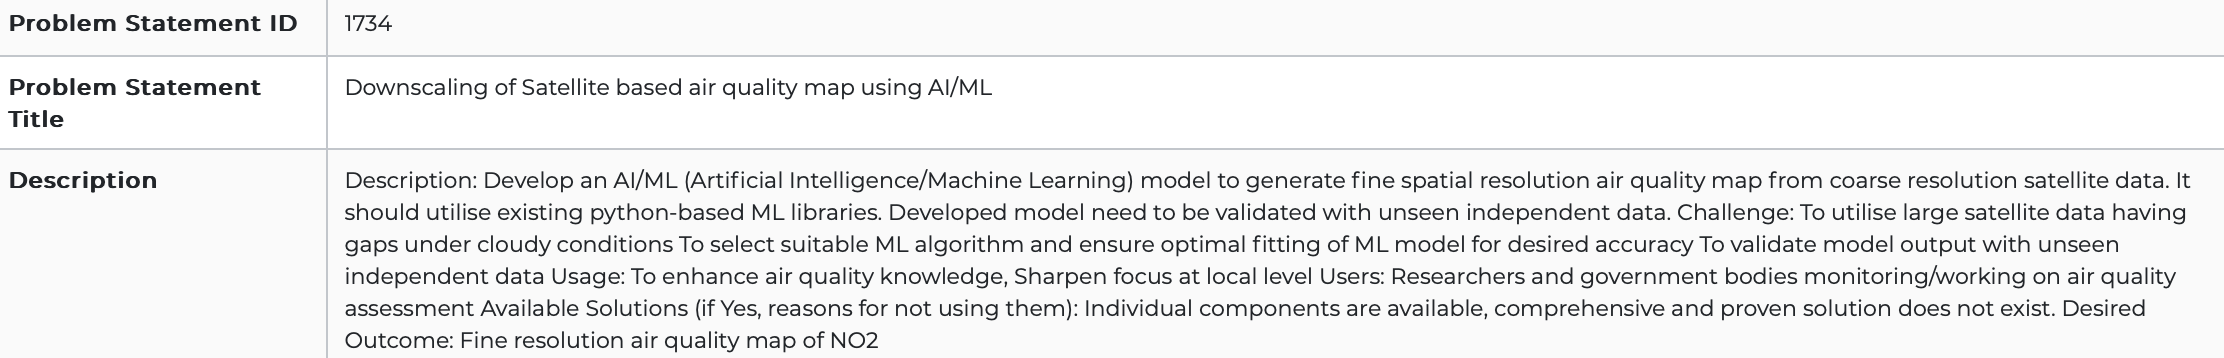 Problem Statement ID
1734
Problem Statement
Title
Downscaling of Satellite based air quality map using AI/ML
Description
Description: Develop an AI/ML (Artificial Intelligence/Machine Learning) model to generate fine spatial resolution air quality map from coarse resolution satellite data. It
should utilise existing python-based ML libraries. Developed model need to be validated with unseen independent data. Challenge: To utilise large satellite data having
gaps under cloudy conditions To select suitable ML algorithm and ensure optimal fitting of ML model for desired accuracy To validate model output with unseen
independent data Usage: To enhance air quality knowledge, Sharpen focus at local level Users: Researchers and government bodies monitoring/working on air quality
assessment Available Solutions (if Yes, reasons for not using them): Individual components are available, comprehensive and proven solution does not exist. Desired
Outcome: Fine resolution air quality map of NO2